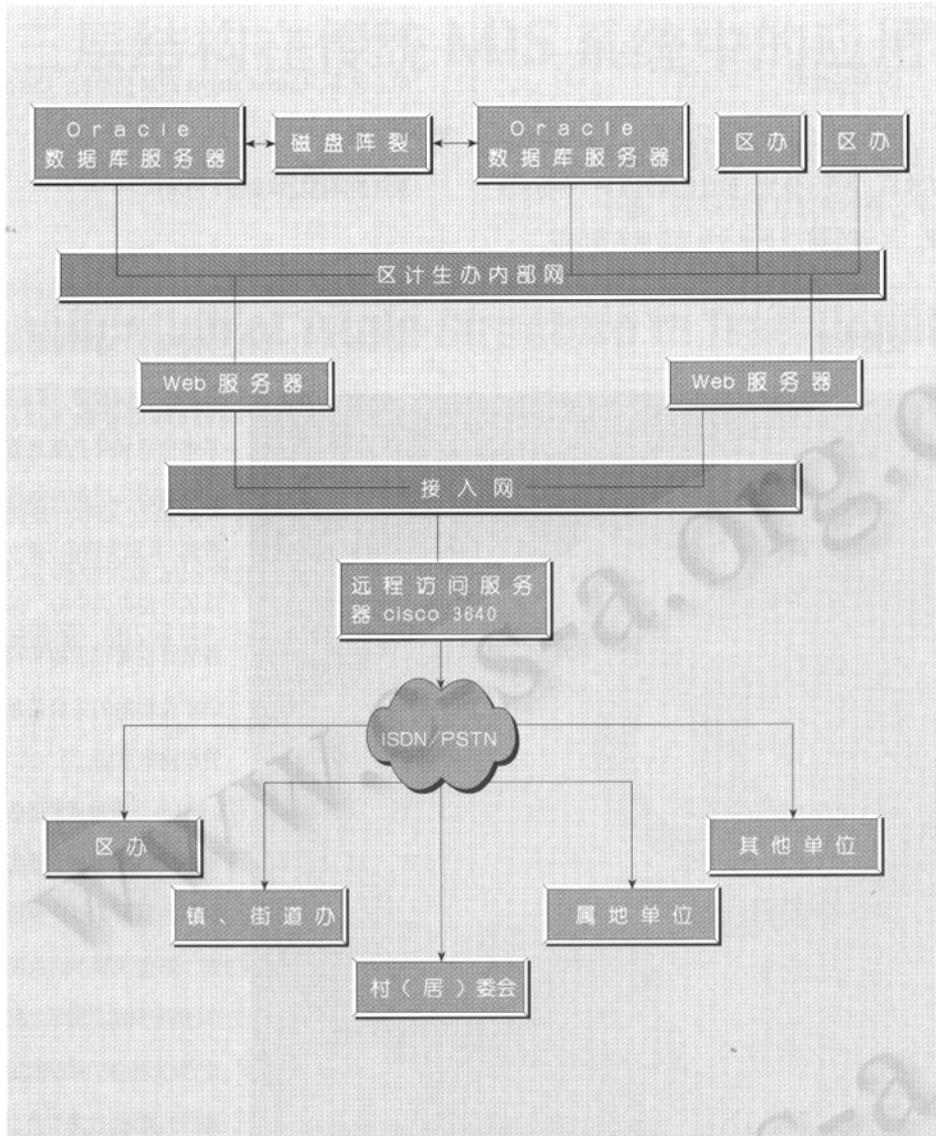 Oracle
数据库服务器
磁盘阵裂
Oracle
数据库服务器
区办
区办
区计生办内部网
Web 服务器
Web 服务器
接入网
远程访问服务
器 cisco 3640
ISDN/PSTN
区办
其他单位
镇、街道办
属地单位
村(居)委会